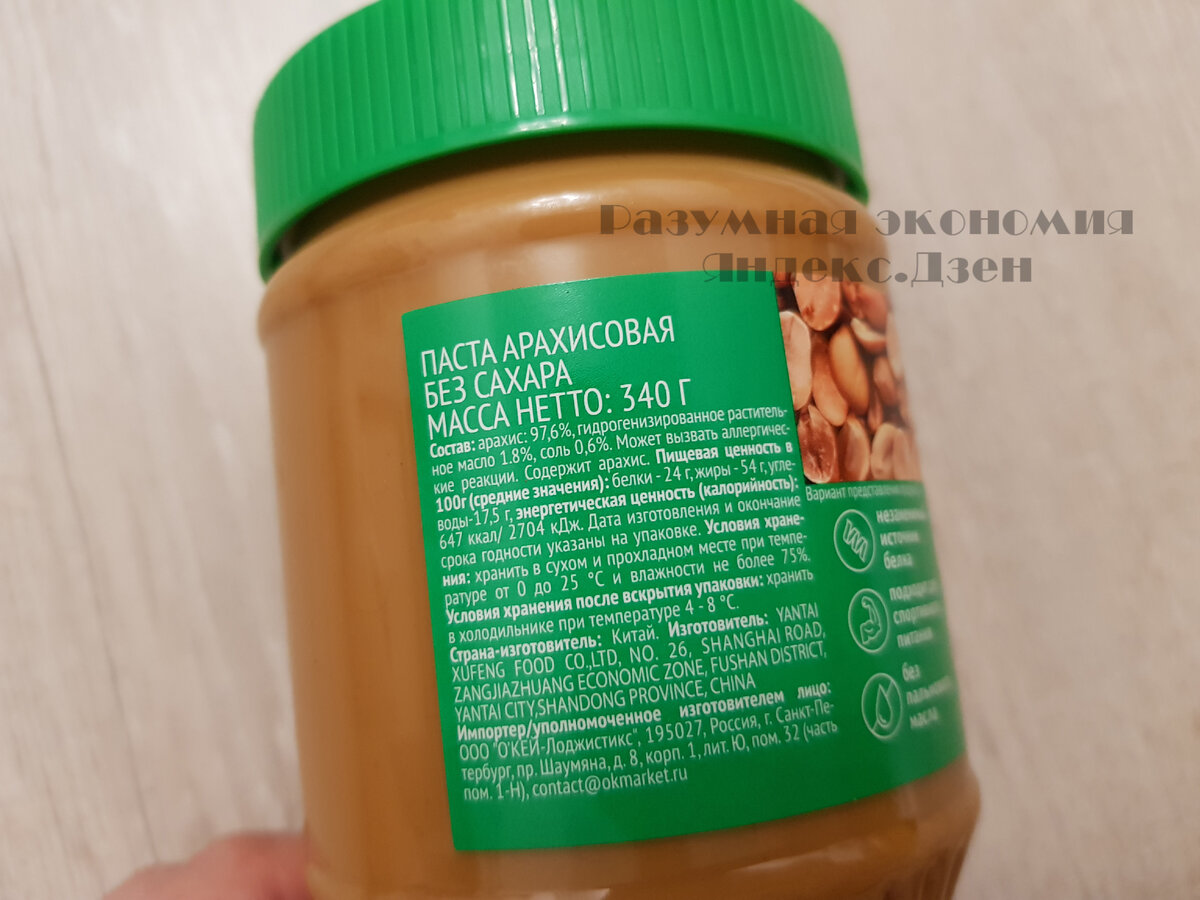 Разумная экономия
Яндекс.Дзен
ПАСТА АРАХИСОВАЯ
БЕЗ САХАРА
МАССА НЕТТО: 340 Г
Состав: арахис: 97,6%, гидрогенизированное раститель-
ное масло 1.8%, соль 0,6%. Может вызвать аллергичес-
кие реакции. Содержит арахис. Пищевая ценность в
100г (средние значения): белки - 24 г, жиры - 54 г, угле-
воды-17,5 г, энергетическая ценность (калорийность):
647 ккал/ 2704 кДж. Дата изготовления и окончание
срока годности указаны на упаковке. Условия хране-
ния: хранить в сухом и прохладном месте при темпе-
ратуре от 0 до 25 °C и влажности не более 75%.
Условия хранения после вскрытия упаковки: хранить
в холодильнике при температуре 4 - 8 °C.
Страна-изготовитель: Китай. Изготовитель: YANTAI
XUFENG FOOD CO.,LTD, NO. 26, SHANGHAI ROAD,
ZANGJIAZHUANG ECONOMIC ZONE, FUSHAN DISTRICT,
YANTAI CITY,SHANDONG PROVINCE, CHINA
Импортер/уполномоченное изготовителем лицо:
ООО "О'КЕЙ-Лоджистикс", 195027, Россия, г. Санкт-Пе-
тербург, пр. Шаумяна, д. 8, корп. 1, лит. Ю, пом. 32 (часть
пом. 1-Н), contact@okmarket.ru
Вариант
источник
белка
питания
без
масла